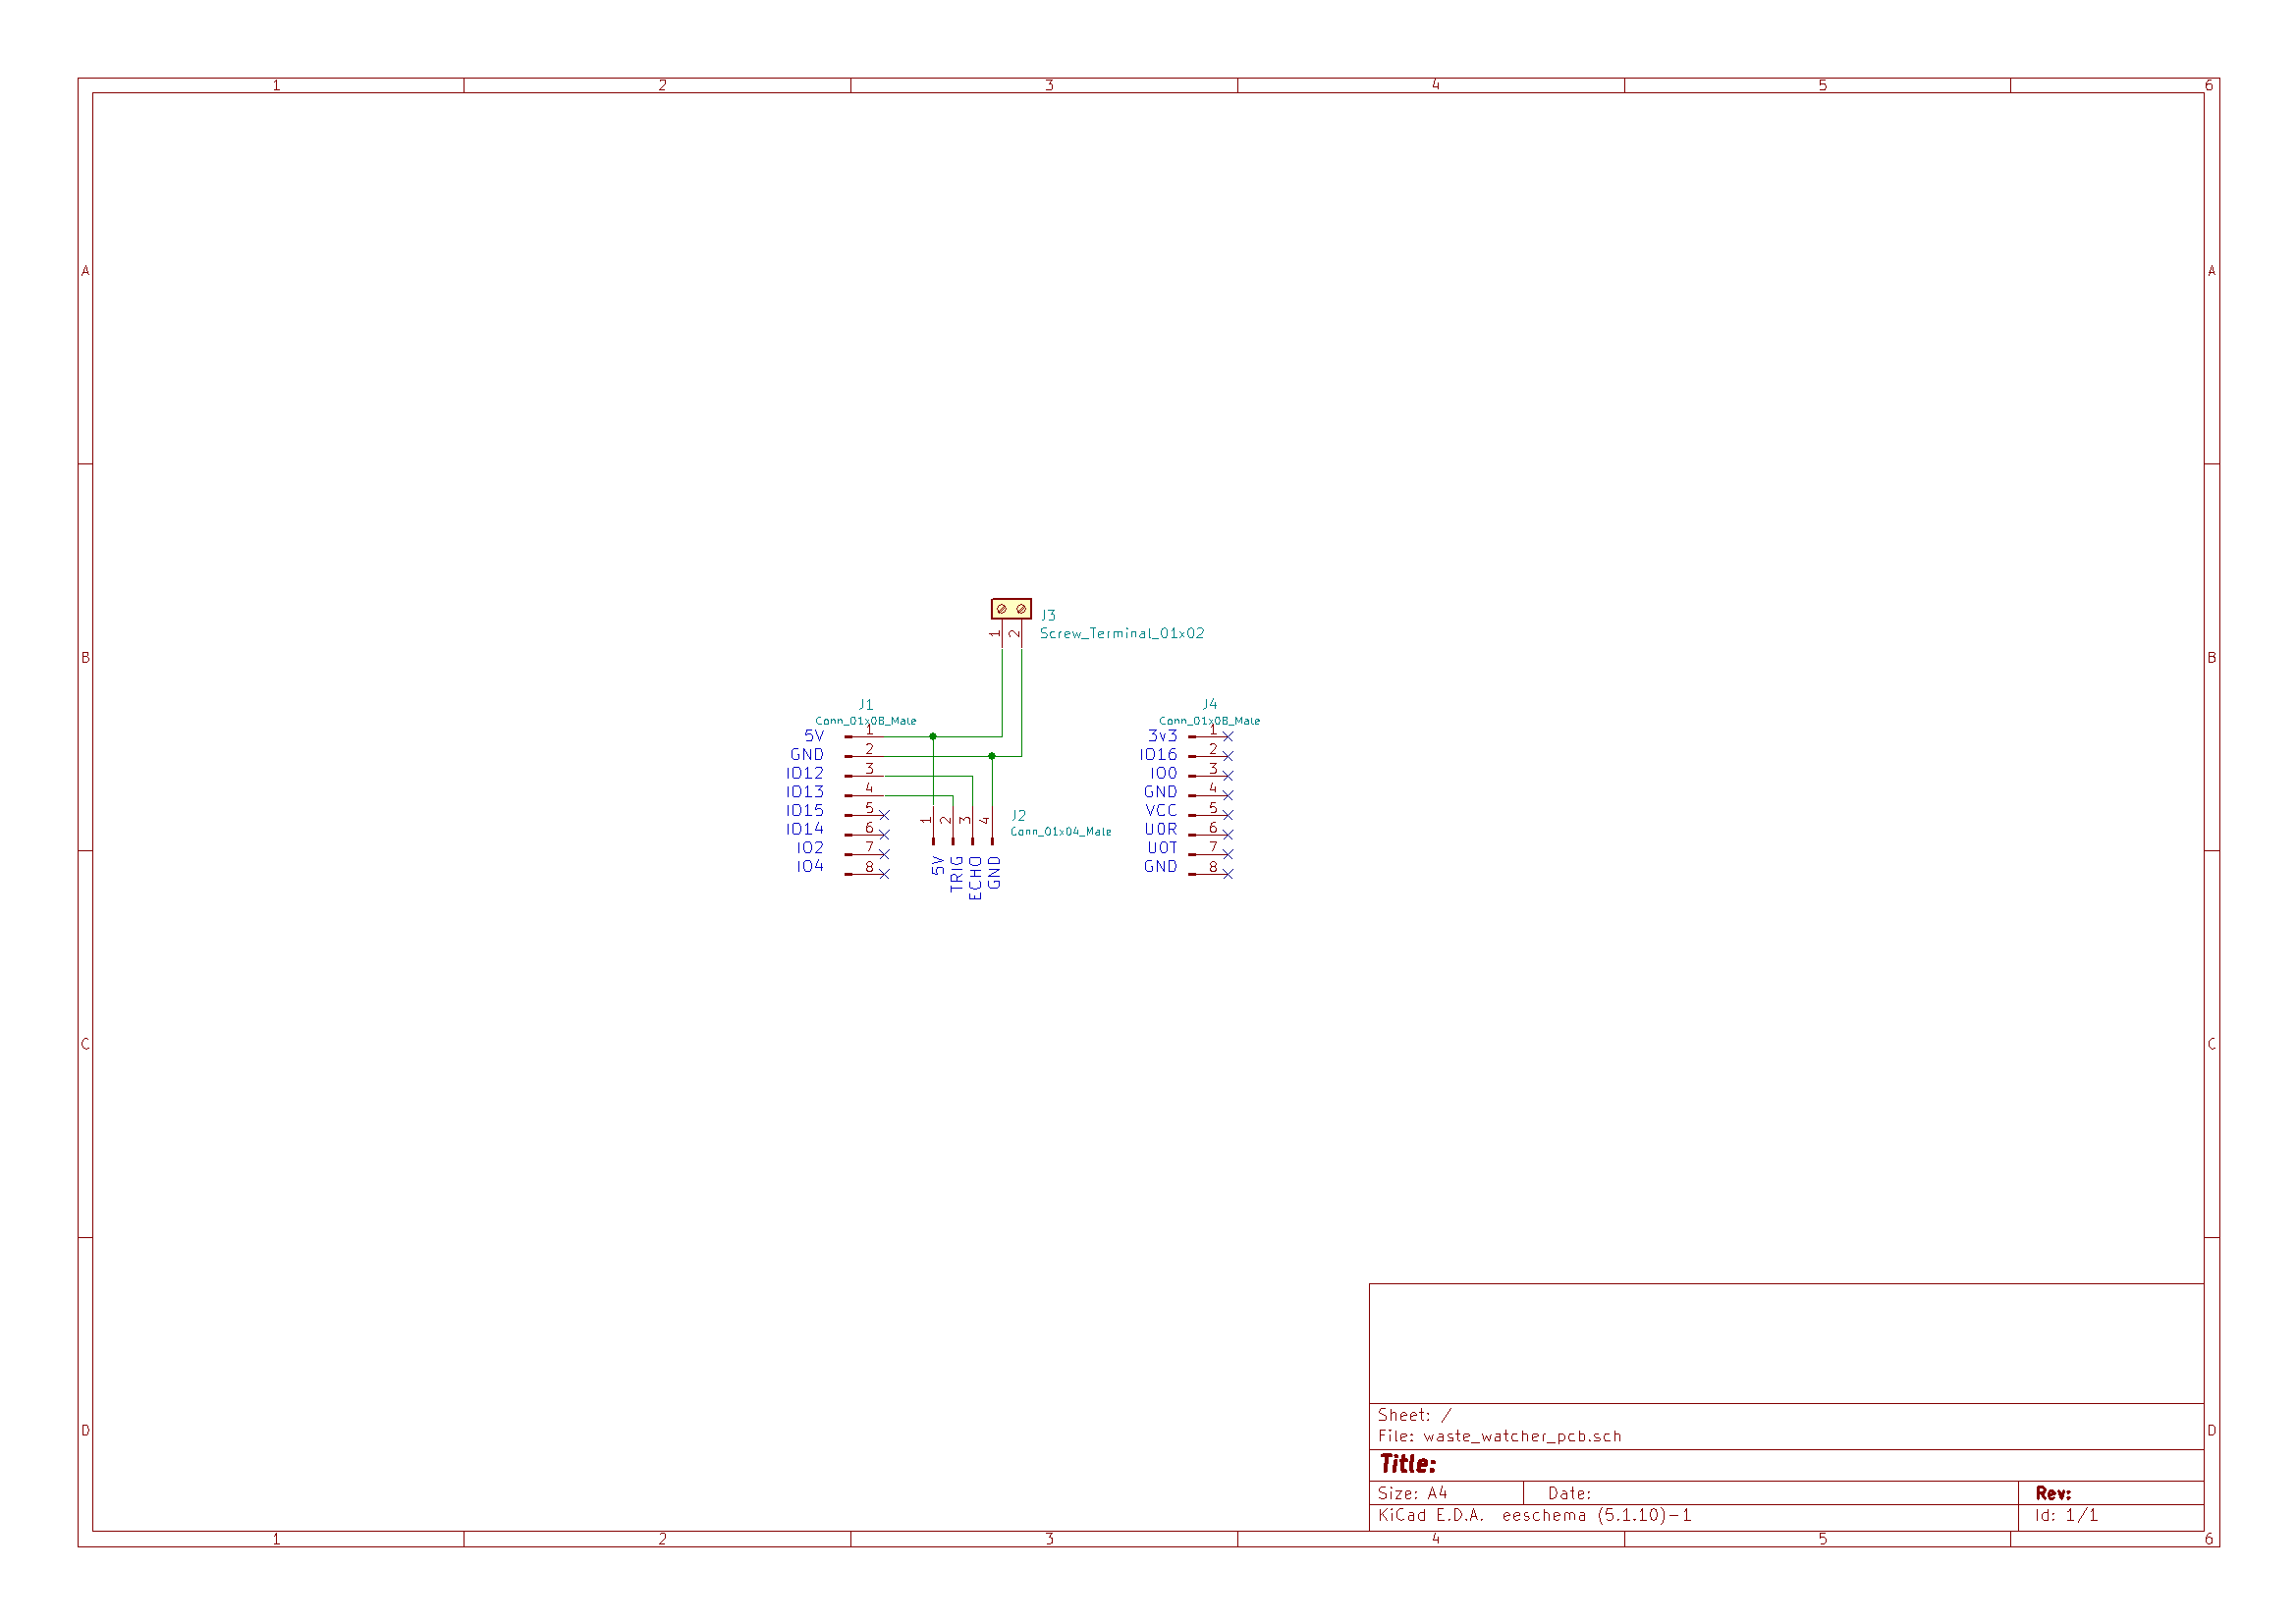 1 2 3 4 5 6
A A
B B
C C
D D
J3
Screw_Terminal_01x02
1 2
J1
Conn_01x08_Male
5V 1
GND 2
IO12 3
IO13 4
IO15 5
IO14 6
IO2 7
IO4 8
J2
Conn_01x04_Male
1 2 3 4
5V
TRIG
ECHO
GND
J4
Conn_01x08_Male
3v3 1
IO16 2
IO0 3
GND 4
VCC 5
U0R 6
U0T 7
GND 8
Sheet: /
File: waste_watcher_pcb.sch
Title:
Size: A4 Date: Rev:
KiCad E.D.A. eeschema (5.1.10)-1 Id: 1/1
1 2 3 4 5 6